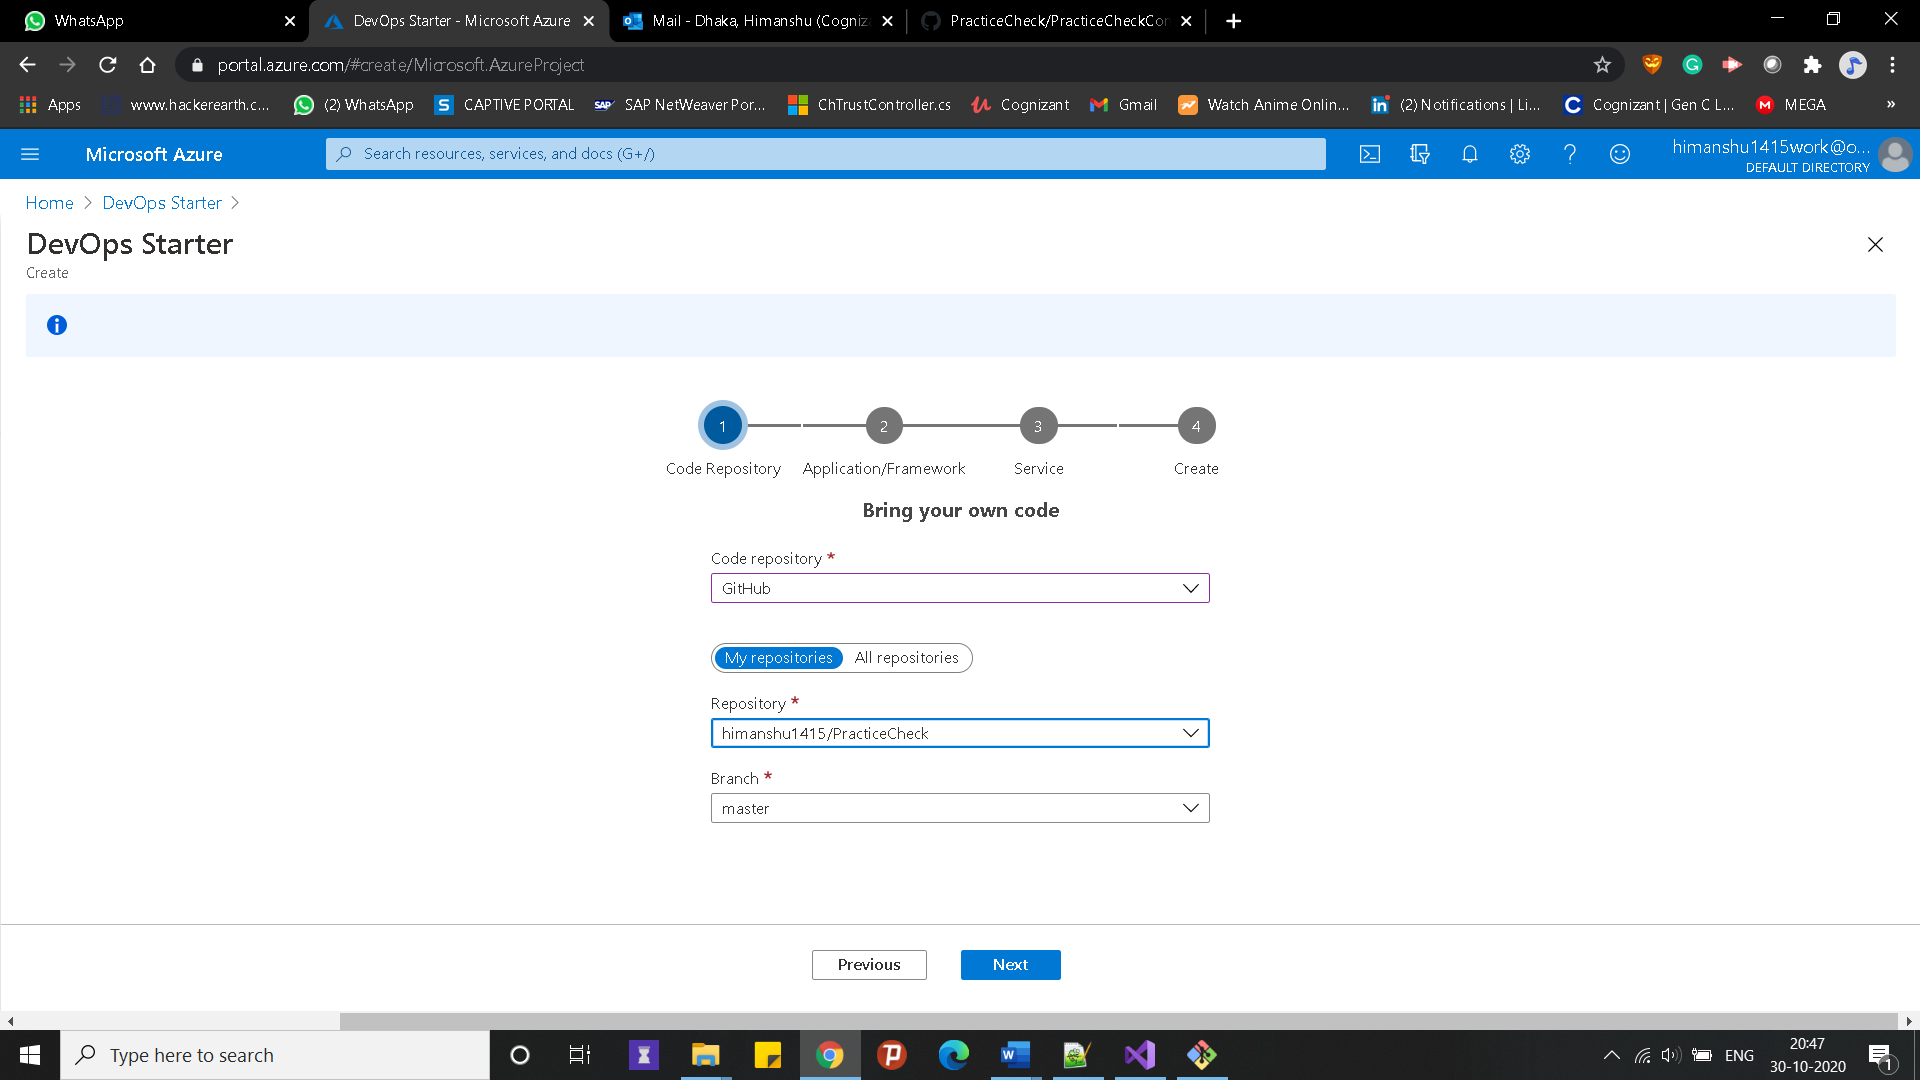 WhatsApp
DevOps Starter - Microsoft Azure
Mail - Dhaka, Himanshu (Cogniz
PracticeCheck/PracticeCheckCor
portal.azure.com/#create/Microsoft.AzureProject
Apps
www.hackerearth.c...
(2) WhatsApp
S
CAPTIVE PORTAL
SAP
SAP NetWeaver Por...
ChTrustController.cs
Cognizant
Gmail
Watch Anime Onlin...
in
(2) Notifications | Li...
C
Cognizant | Gen C L...
M
MEGA
»
Microsoft Azure
Search resources, services, and docs (G+/)
himanshu1415work@o...
DEFAULT DIRECTORY
Home > DevOps Starter >
DevOps Starter
Create
1
2
3
4
Code Repository
Application/Framework
Service
Create
Bring your own code
Code repository *
GitHub
My repositories
All repositories
Repository *
himanshu1415/PracticeCheck
Branch *
master
Previous
Next
Type here to search
ENG
20:47
30-10-2020
1